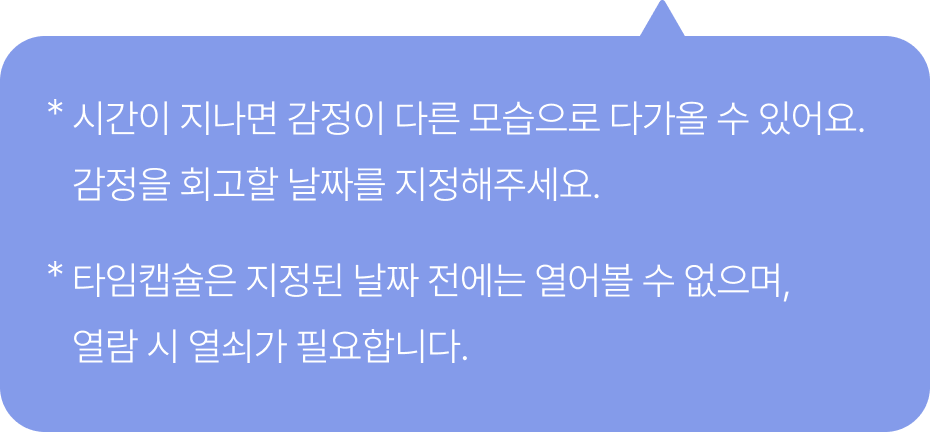 * 시간이 지나면 감정이 다른 모습으로 다가올 수 있어요.
감정을 회고할 날짜를 지정해주세요.
* 타임캡슐은 지정된 날짜 전에는 열어볼 수 없으며,
열람 시 열쇠가 필요합니다.